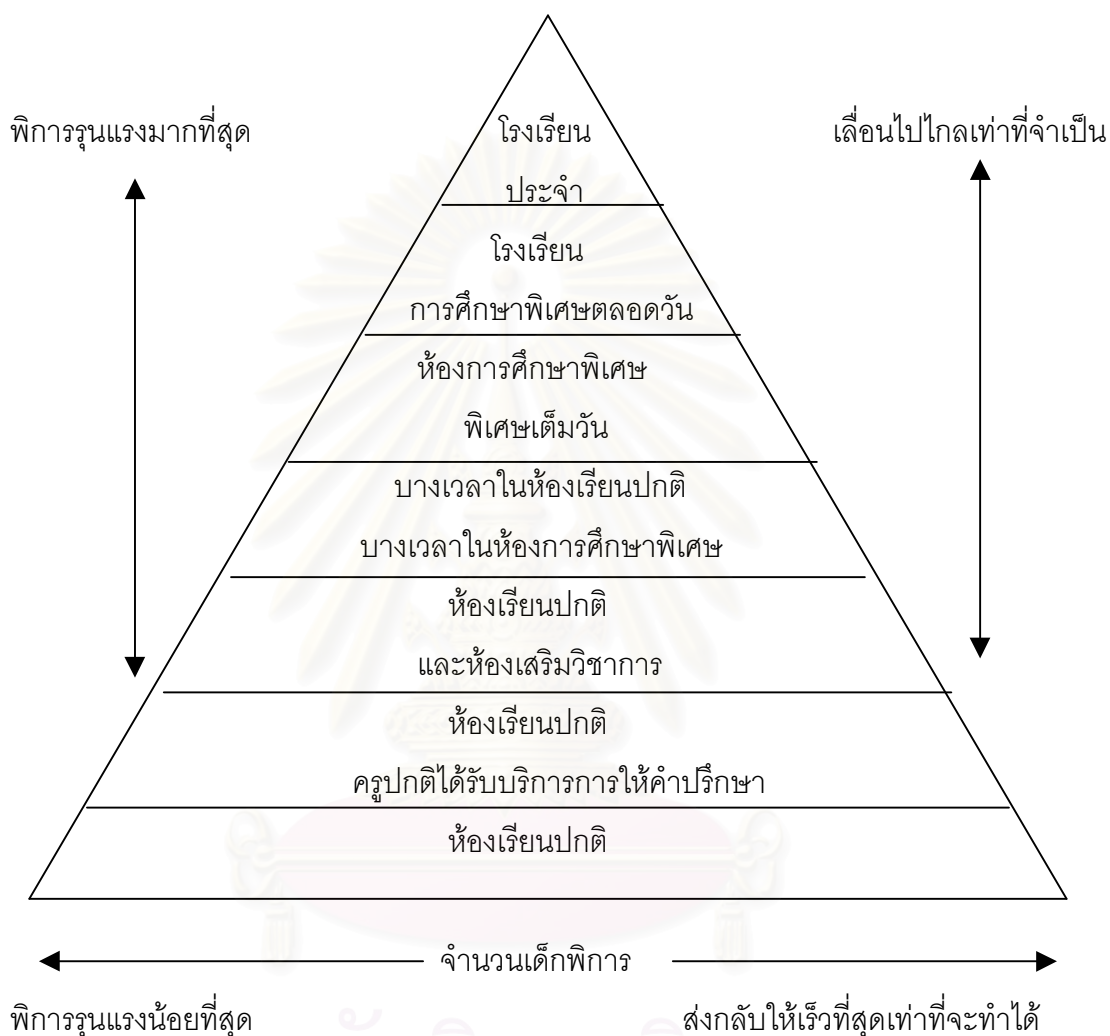 พิการรุนแรงมากที่สุด
เลื่อนไปไกลเท่าที่จำเป็น
โรงเรียน
ประจำ
โรงเรียน
การศึกษาพิเศษตลอดวัน
ห้องการศึกษาพิเศษ
พิเศษเต็มวัน
บางเวลาในห้องเรียนปกติ
บางเวลาในห้องการศึกษาพิเศษ
ห้องเรียนปกติ
และห้องเสริมวิชาการ
ห้องเรียนปกติ
ครูปกติได้รับบริการการให้คำปรึกษา
ห้องเรียนปกติ
จำนวนเด็กพิการ
พิการรุนแรงน้อยที่สุด
ส่งกลับให้เร็วที่สุดเท่าที่จะทำได้